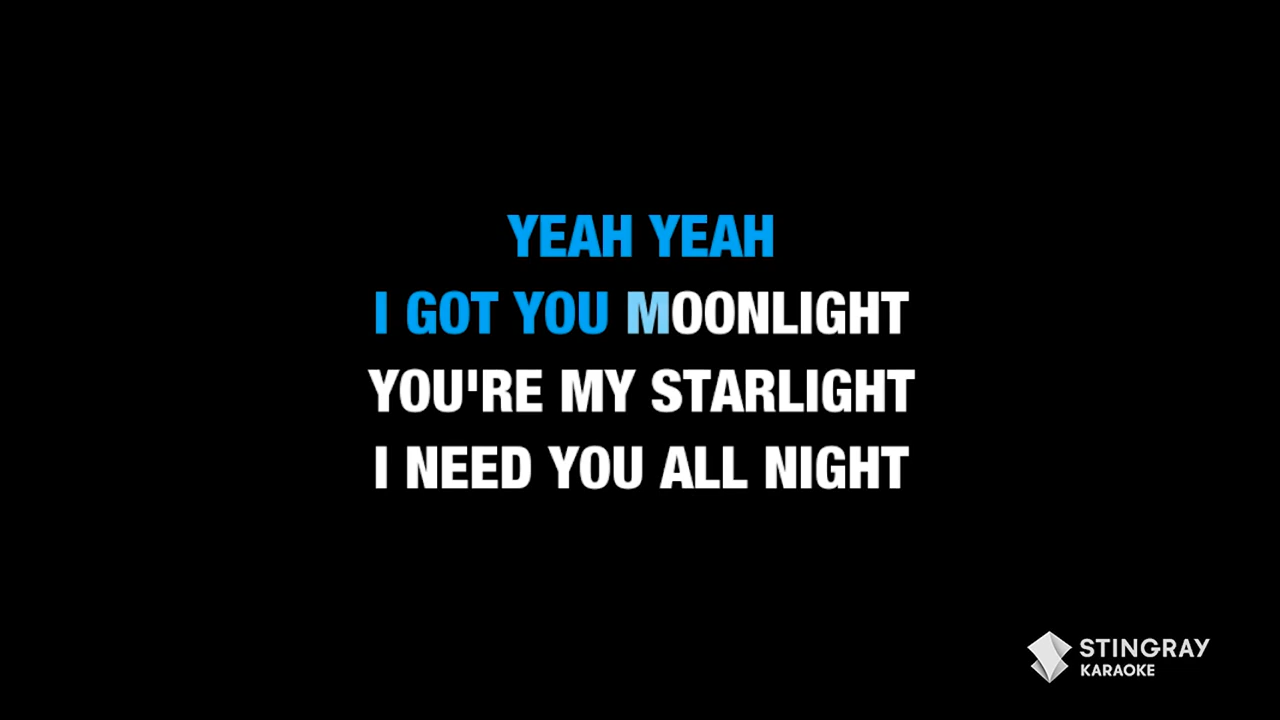 YEAH YEAH
I GOT YOU MOONLIGHT
YOU'RE MY STARLIGHT
I NEED YOU ALL NIGHT
STINGRAY
KARAOKE